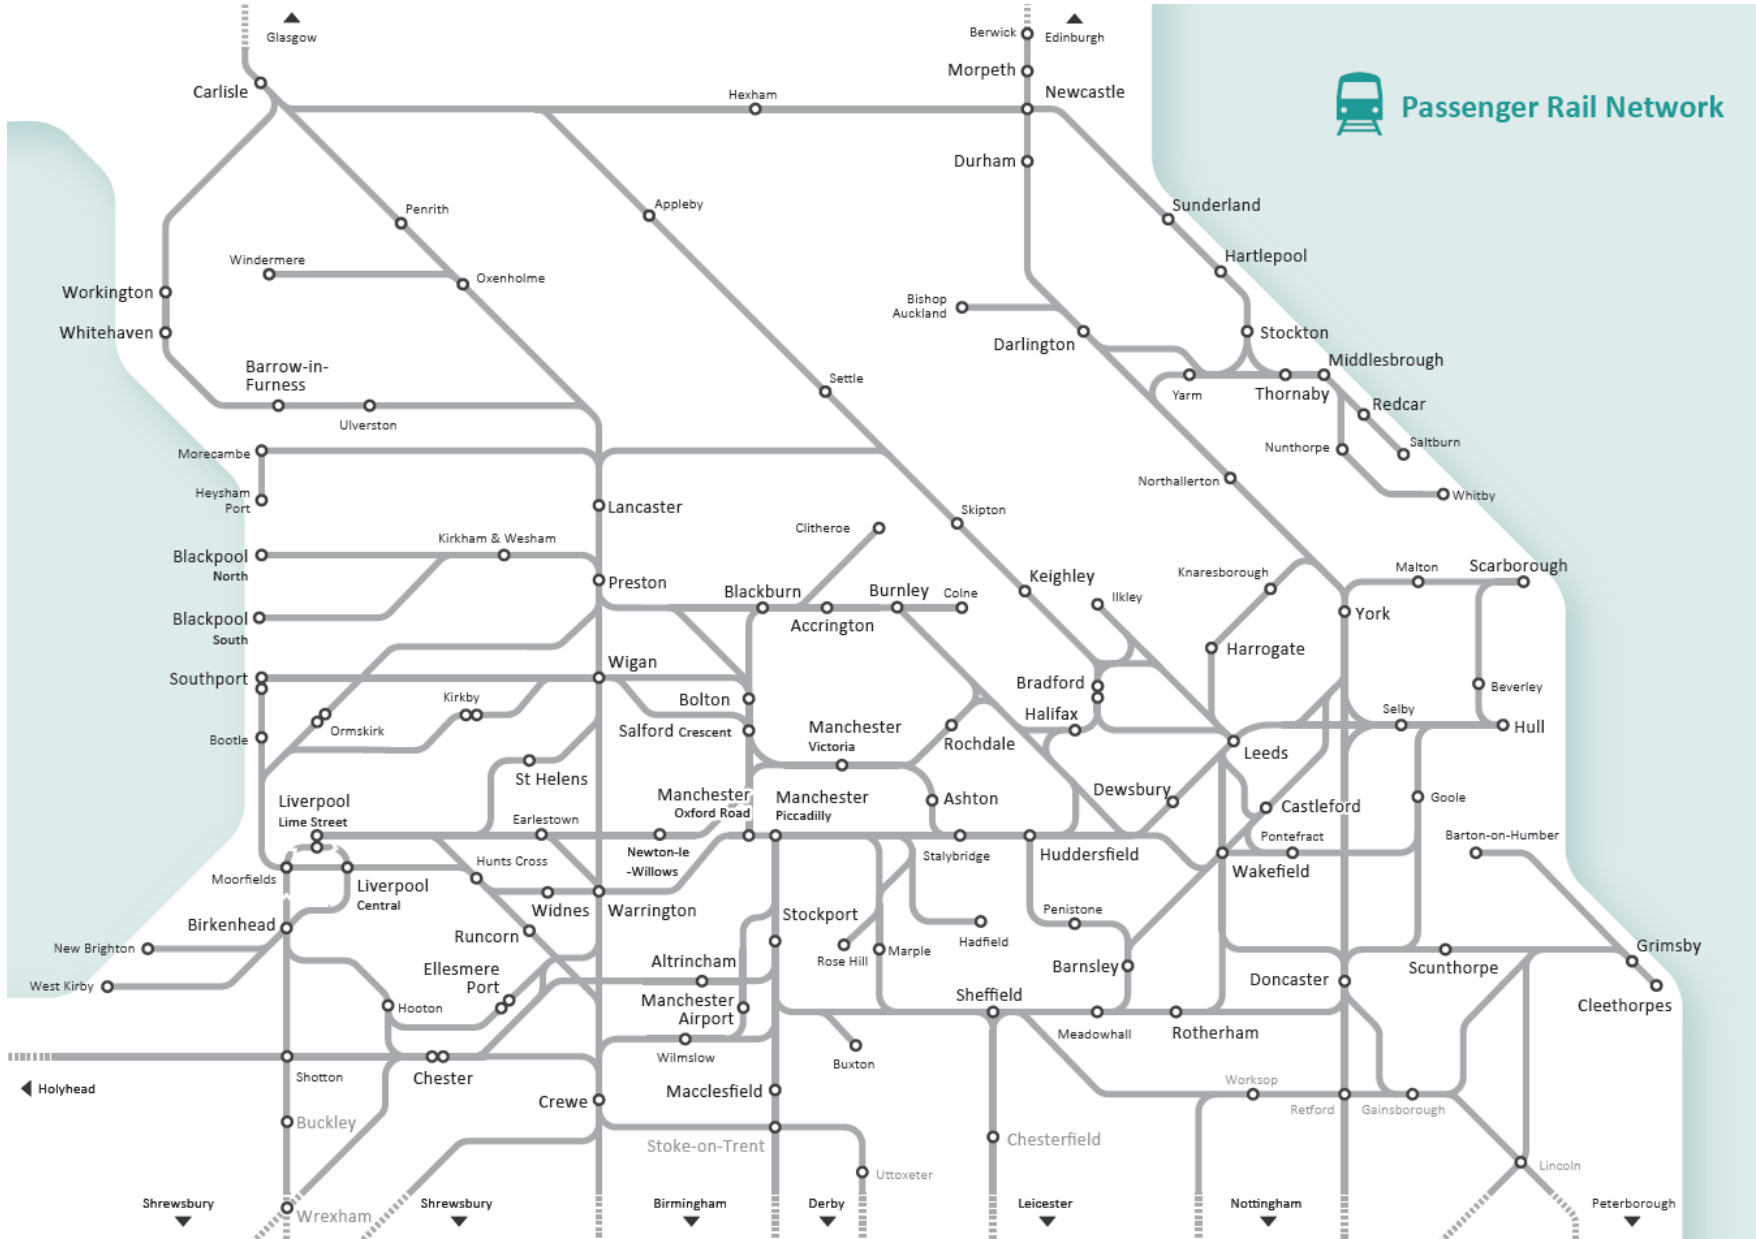 Glasgow
Berwick
Edinburgh
Morpeth
Carlisle
Hexham
Newcastle
Passenger Rail Network
Durham
Penrith
Appleby
Sunderland
Windermere
Oxenholme
Hartlepool
Workington
Bishop
Auckland
Whitehaven
Darlington
Stockton
Barrow-in-
Furness
Middlesbrough
Settle
Yarm
Thornaby
Redcar
Ulverston
Saltburn
Nunthorpe
Morecambe
Northallerton
Whitby
Heysham
Port
Lancaster
Skipton
Clitheroe
Kirkham & Wesham
Blackpool
North
Preston
Keighley
Knaresborough
Malton
Scarborough
Blackburn
Burnley
Colne
Ilkley
Blackpool
South
Accrington
York
Harrogate
Wigan
Southport
Bradford
Beverley
Kirkby
Bolton
Halifax
Selby
Hull
Ormskirk
Salford Crescent
Manchester
Victoria
Rochdale
Bootle
Leeds
St Helens
Dewsbury
Liverpool
Lime Street
Manchester
Oxford Road
Manchester
Piccadilly
Ashton
Castleford
Goole
Earlestown
Pontefract
Barton-on-Humber
Hunts Cross
Newton-le
-Willows
Stalybridge
Huddersfield
Moorfields
Liverpool
Central
Wakefield
Widnes
Warrington
Stockport
Penistone
Birkenhead
Runcorn
Hadfield
New Brighton
Rose Hill
Marple
Grimsby
Altrincham
Barnsley
Scunthorpe
Ellesmere
Port
West Kirby
Doncaster
Hooton
Manchester
Airport
Sheffield
Cleethorpes
Meadowhall
Rotherham
Wilmslow
Buxton
Shotton
Chester
Holyhead
Macclesfield
Worksop
Crewe
Retford
Gainsborough
Buckley
Stoke-on-Trent
Chesterfield
Lincoln
Uttoxeter
Shrewsbury
Wrexham
Shrewsbury
Birmingham
Derby
Leicester
Nottingham
Peterborough